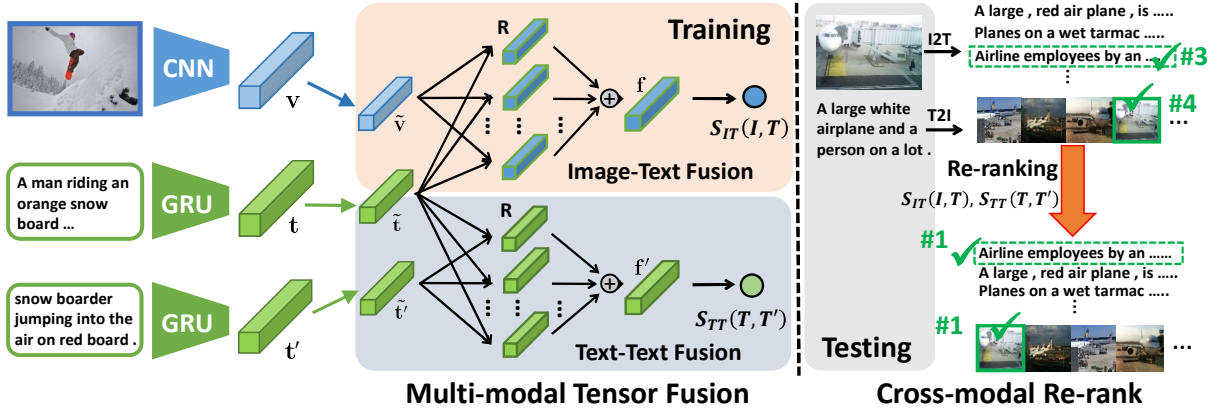 CNN
v
ṽ
R
⋮ ⋮ ⋮
f
Training
S_IT(I, T)
Image-Text Fusion
A man riding an
orange snow
board ...
GRU
t
t̃
snow boarder
jumping into the
air on red board .
GRU
t′
t̃′
R
⋮ ⋮ ⋮
f′
S_TT(T, T′)
Text-Text Fusion
Multi-modal Tensor Fusion
A large white
airplane and a
person on a lot .
I2T
T2I
A large , red air plane , is .....
Planes on a wet tarmac .....
Airline employees by an ....
#3
⋮
#4
...
Re-ranking
S_IT(I, T), S_TT(T, T′)
#1
Airline employees by an ......
A large , red air plane , is .....
Planes on a wet tarmac .....
⋮
#1
...
Testing
Cross-modal Re-rank